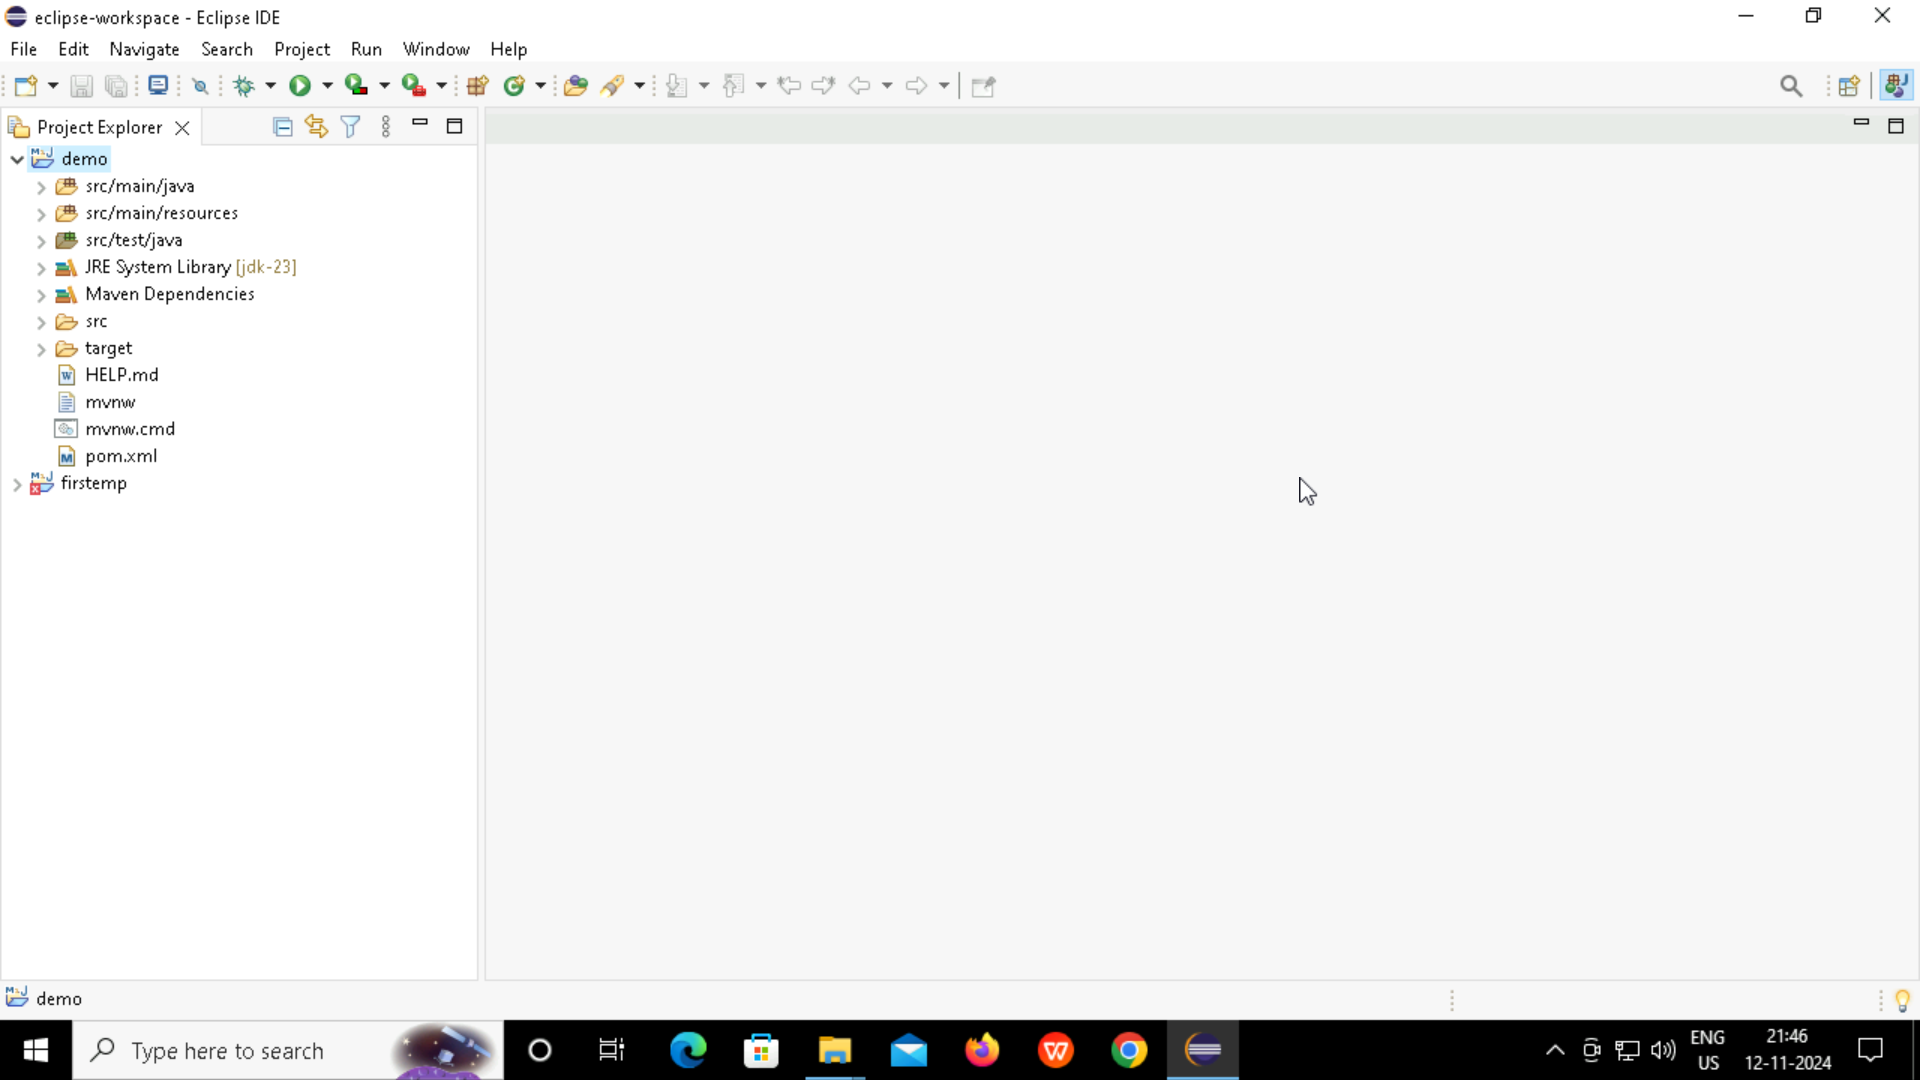 eclipse-workspace - Eclipse IDE
File Edit Navigate Search Project Run Window Help
Project Explorer
demo
src/main/java
src/main/resources
src/test/java
JRE System Library [jdk-23]
Maven Dependencies
src
target
HELP.md
mvnw
mvnw.cmd
pom.xml
firstemp
demo
Type here to search
ENG
US
21:46
12-11-2024